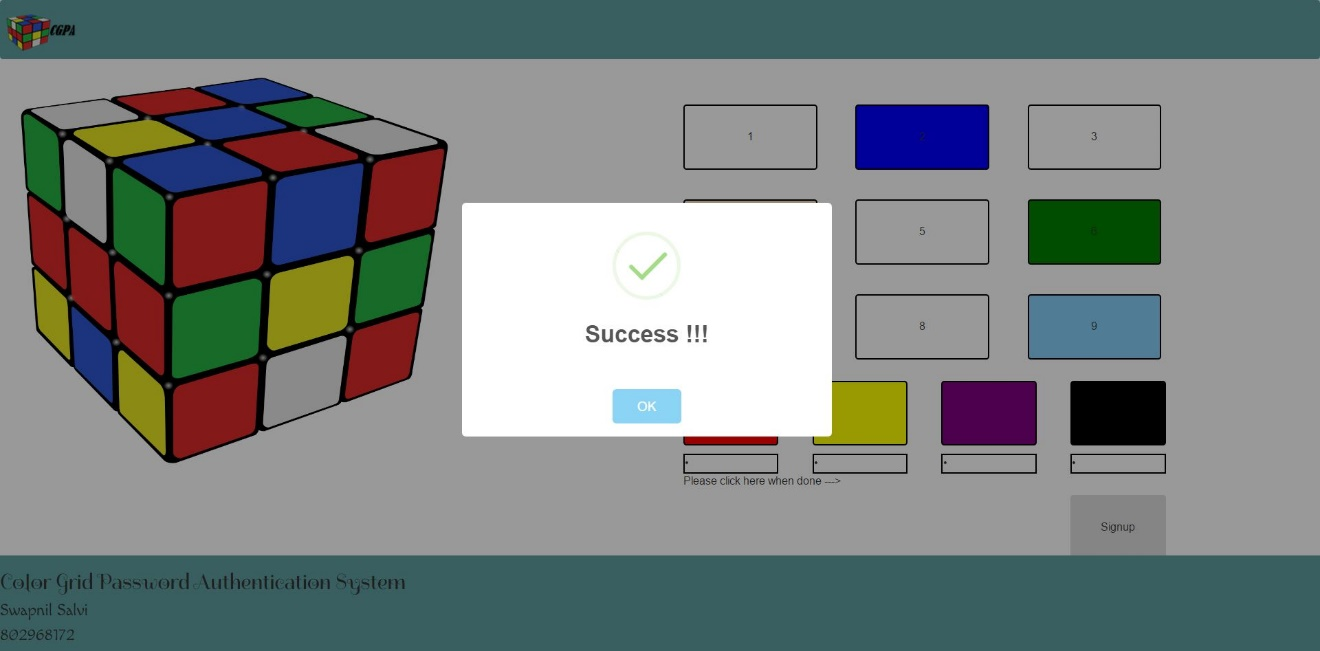 CGPA
1
2
3
5
6
8
9
Success !!!
OK
•
•
•
•
Please click here when done --->
Signup
Color Grid Password Authentication System
Swapnil Salvi
802968172